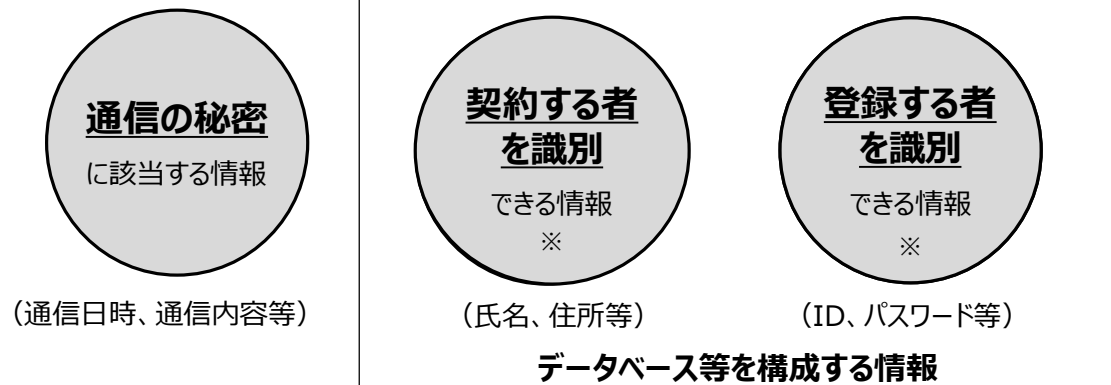 通信の秘密
に該当する情報
（通信日時、通信内容等）
契約する者
を識別
できる情報
※
（氏名、住所等）
登録する者
を識別
できる情報
※
（ID、パスワード等）
データベース等を構成する情報